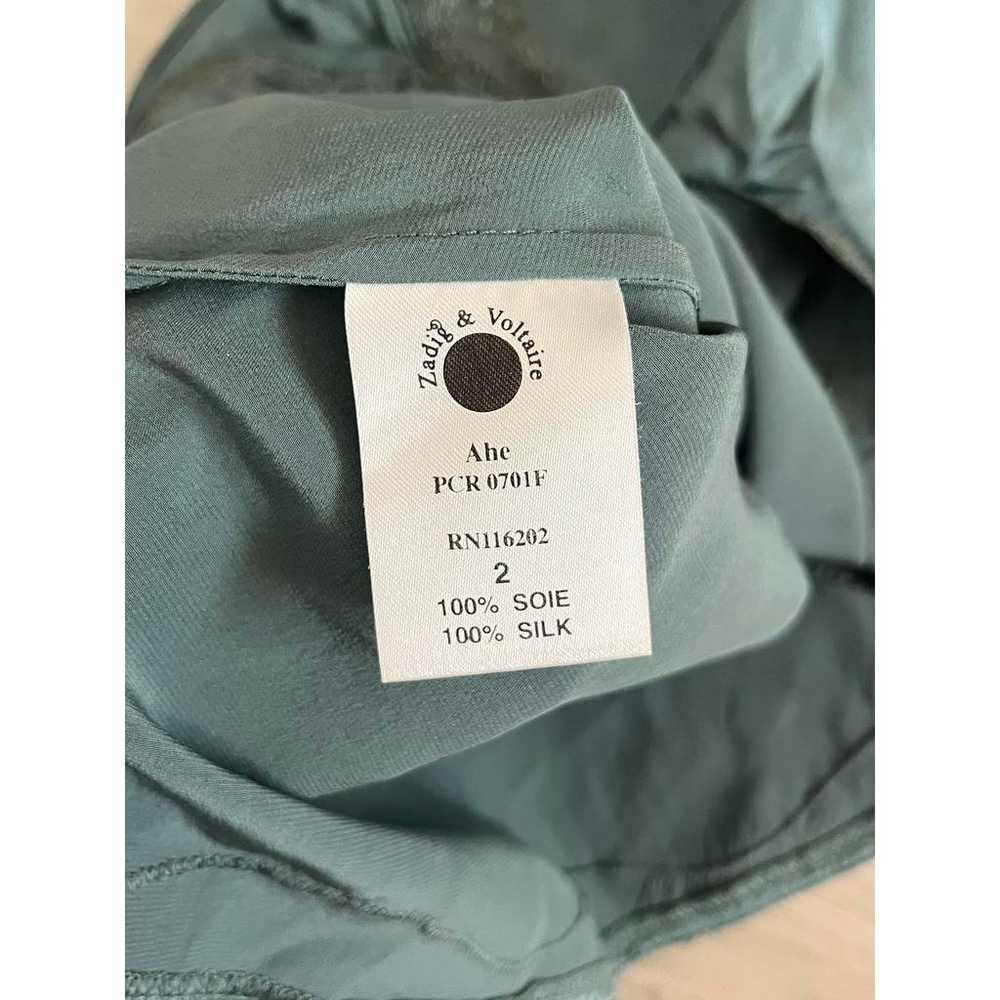 Zadig & Voltaire
Ahe
PCR 0701F
RN116202
2
100% SOIE
100% SILK